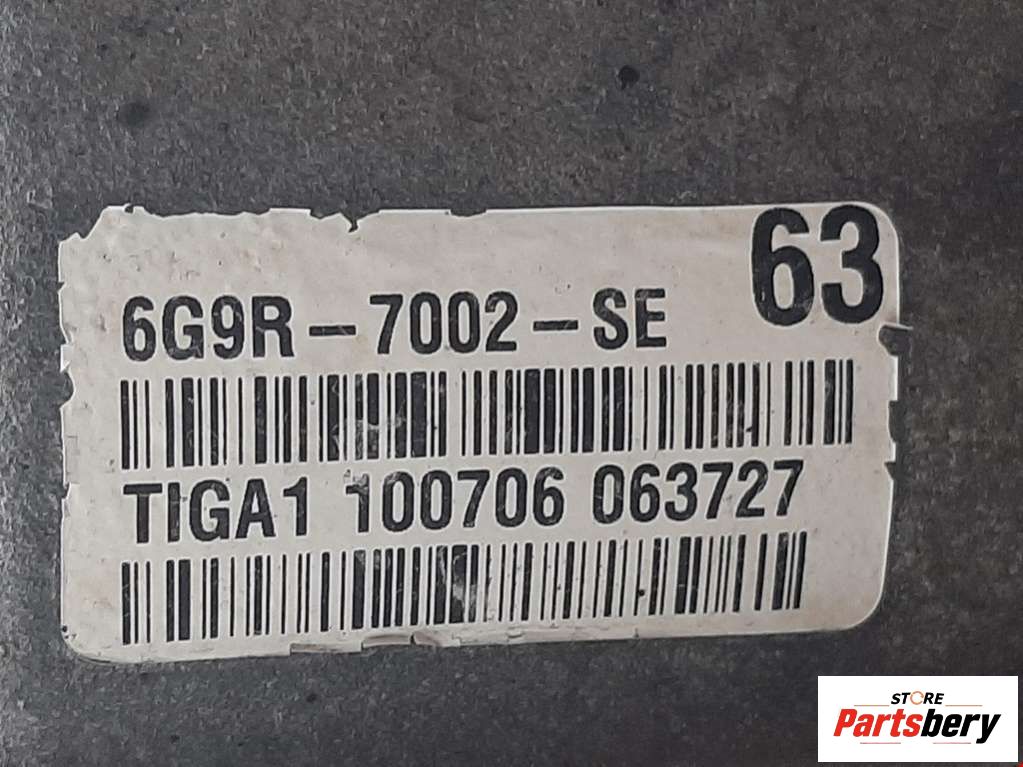 63
6G9R-7002-SE
TIGA1 100706 063727
STORE
Partsbery